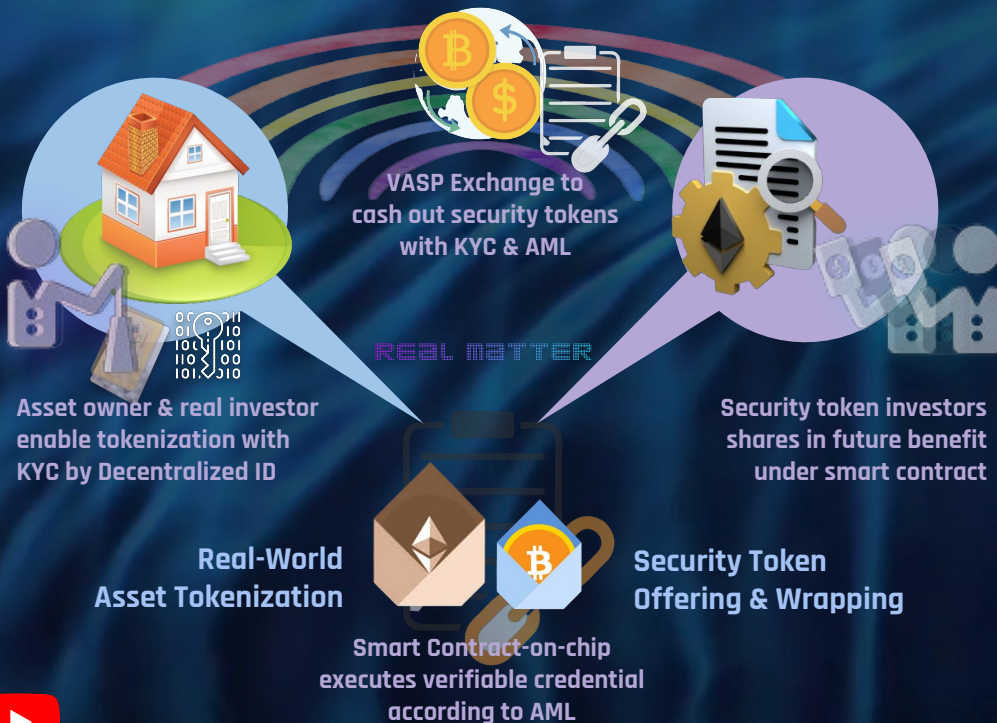 VASP Exchange to
cash out security tokens
with KYC & AML
REAL MATTER
Asset owner & real investor
enable tokenization with
KYC by Decentralized ID
Security token investors
shares in future benefit
under smart contract
Real-World
Asset Tokenization
Security Token
Offering & Wrapping
Smart Contract-on-chip
executes verifiable credential
according to AML